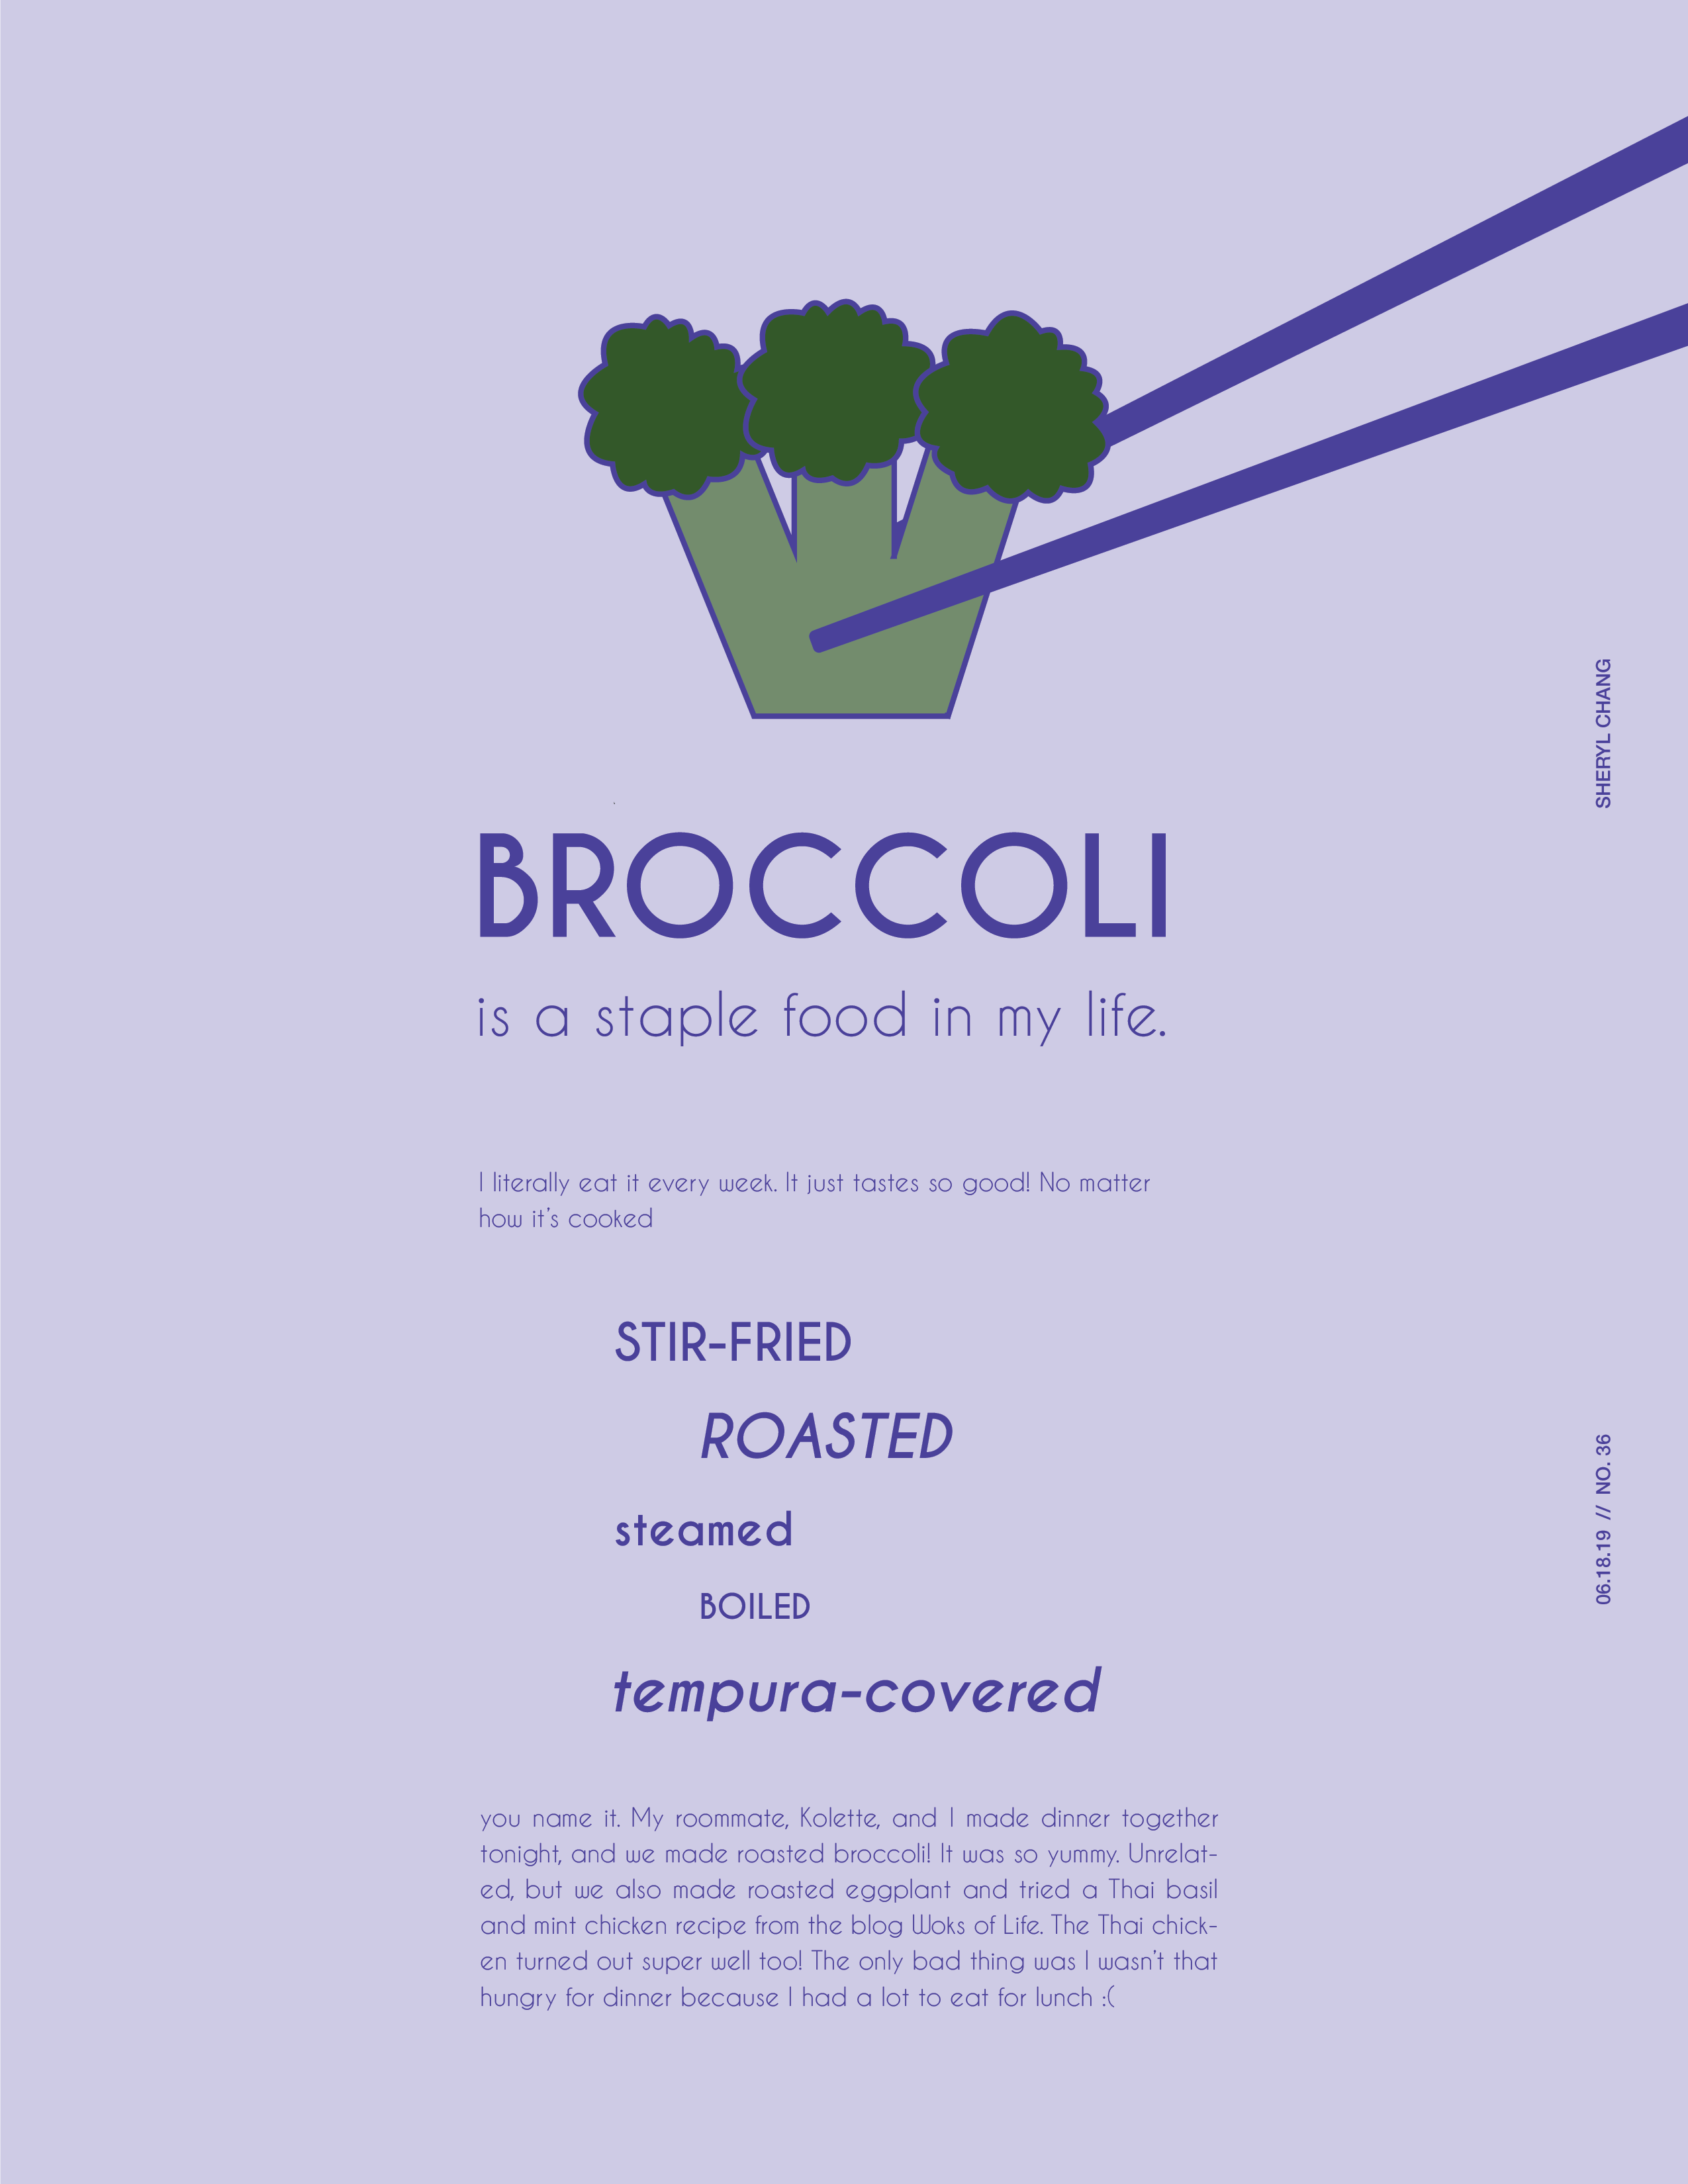 SHERYL CHANG
BROCCOLI
is a staple food in my life.
I literally eat it every week. It just tastes so good! No matter
how it's cooked
STIR-FRIED
ROASTED
steamed
BOILED
tempura-covered
06.18.19 // NO. 36
you name it. My roommate, Kolette, and I made dinner together
tonight, and we made roasted broccoli! It was so yummy. Unrelat-
ed, but we also made roasted eggplant and tried a Thai basil
and mint chicken recipe from the blog Woks of Life. The Thai chick-
en turned out super well too! The only bad thing was I wasn't that
hungry for dinner because I had a lot to eat for lunch :(